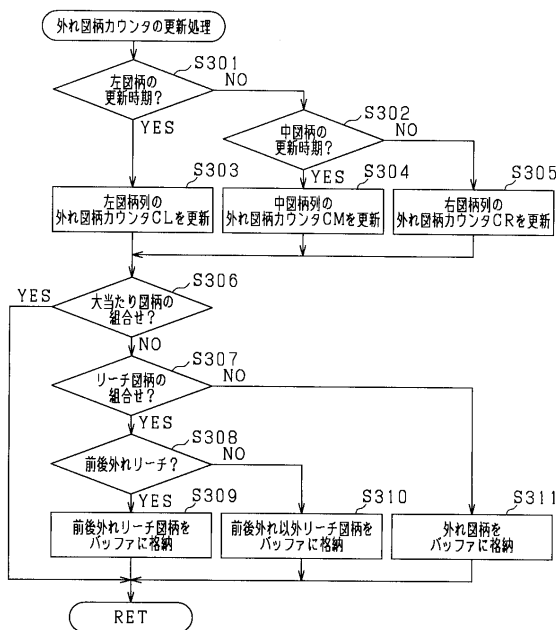 外れ図柄カウンタの更新処理
S301
左図柄の
更新時期?
NO
YES
S302
中図柄の
更新時期?
NO
YES
S303
左図柄列の
外れ図柄カウンタCLを更新
S304
中図柄列の
外れ図柄カウンタCMを更新
S305
右図柄列の
外れ図柄カウンタCRを更新
S306
大当たり図柄の
組合せ?
YES
NO
S307
リーチ図柄の
組合せ?
NO
YES
S308
前後外れリーチ?
NO
YES
S309
前後外れリーチ図柄を
バッファに格納
S310
前後外れ以外リーチ図柄を
バッファに格納
S311
外れ図柄を
バッファに格納
RET